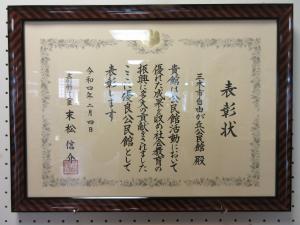 表彰状
三木市自由が丘公民館 殿
貴館は公民館活動において
優れた成果を収め社会教育の
振興に多大の貢献をされました
ここに優良公民館として
表彰します
令和四年二月四日
文部科学大臣 末松信介